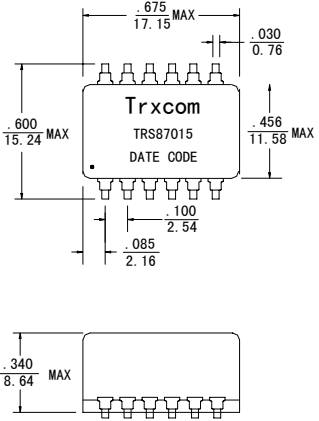 .675
17.15 MAX
.030
0.76
.600
15.24 MAX
Trxcom
TRS87015
DATE CODE
.456
11.58 MAX
.100
2.54
.085
2.16
.340
8.64 MAX